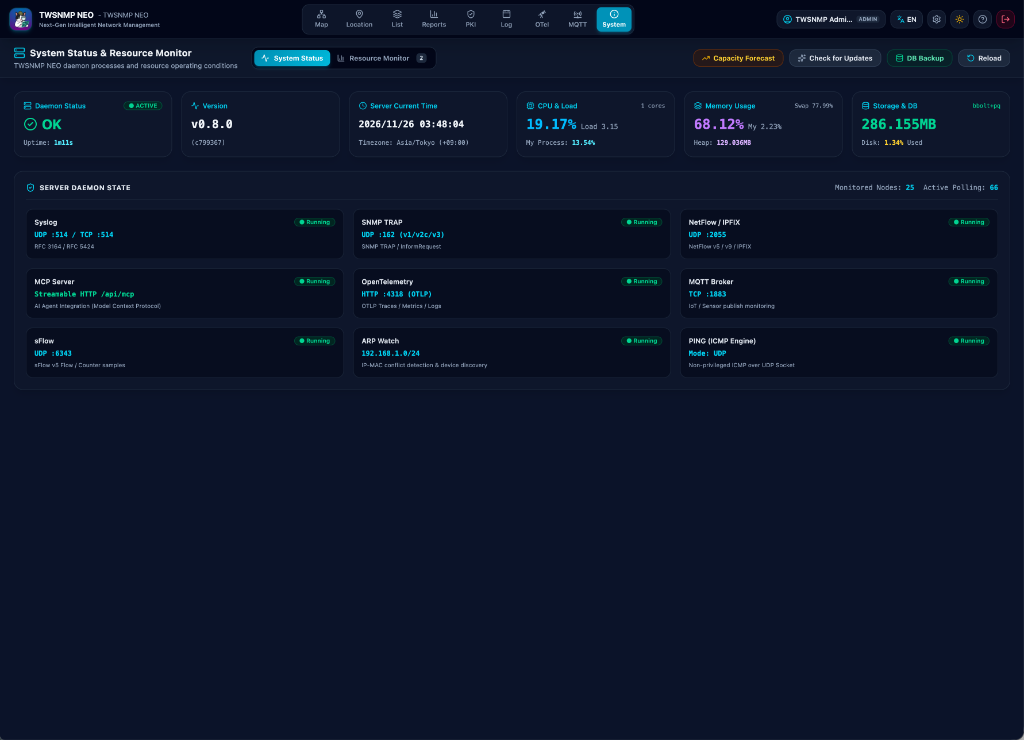 TWSNMP NEO - TWSNMP NEO
Next-Gen Intelligent Network Management
Map
Location
List
Reports
PKI
Log
OTel
MQTT
System
TWSNMP Admi... ADMIN
EN
System Status & Resource Monitor
TWSNMP NEO daemon processes and resource operating conditions
System Status
Resource Monitor 2
Capacity Forecast
Check for Updates
DB Backup
Reload
Daemon Status ACTIVE
OK
Uptime: 1m11s
Version
v0.8.0
(c799367)
Server Current Time
2026/11/26 03:48:04
Timezone: Asia/Tokyo (+09:00)
CPU & Load 1 cores
19.17% Load 3.15
My Process: 13.54%
Memory Usage Swap 77.99%
68.12% My 2.23%
Heap: 129.036MB
Storage & DB bbolt+pq
286.155MB
Disk: 1.34% Used
SERVER DAEMON STATE
Monitored Nodes: 25 Active Polling: 66
Syslog Running
UDP :514 / TCP :514
RFC 3164 / RFC 5424
SNMP TRAP Running
UDP :162 (v1/v2c/v3)
SNMP TRAP / InformRequest
NetFlow / IPFIX Running
UDP :2055
NetFlow v5 / v9 / IPFIX
MCP Server Running
Streamable HTTP /api/mcp
AI Agent Integration (Model Context Protocol)
OpenTelemetry Running
HTTP :4318 (OTLP)
OTLP Traces / Metrics / Logs
MQTT Broker Running
TCP :1883
IoT / Sensor publish monitoring
sFlow Running
UDP :6343
sFlow v5 Flow / Counter samples
ARP Watch Running
192.168.1.0/24
IP-MAC conflict detection & device discovery
PING (ICMP Engine) Running
Mode: UDP
Non-privileged ICMP over UDP Socket